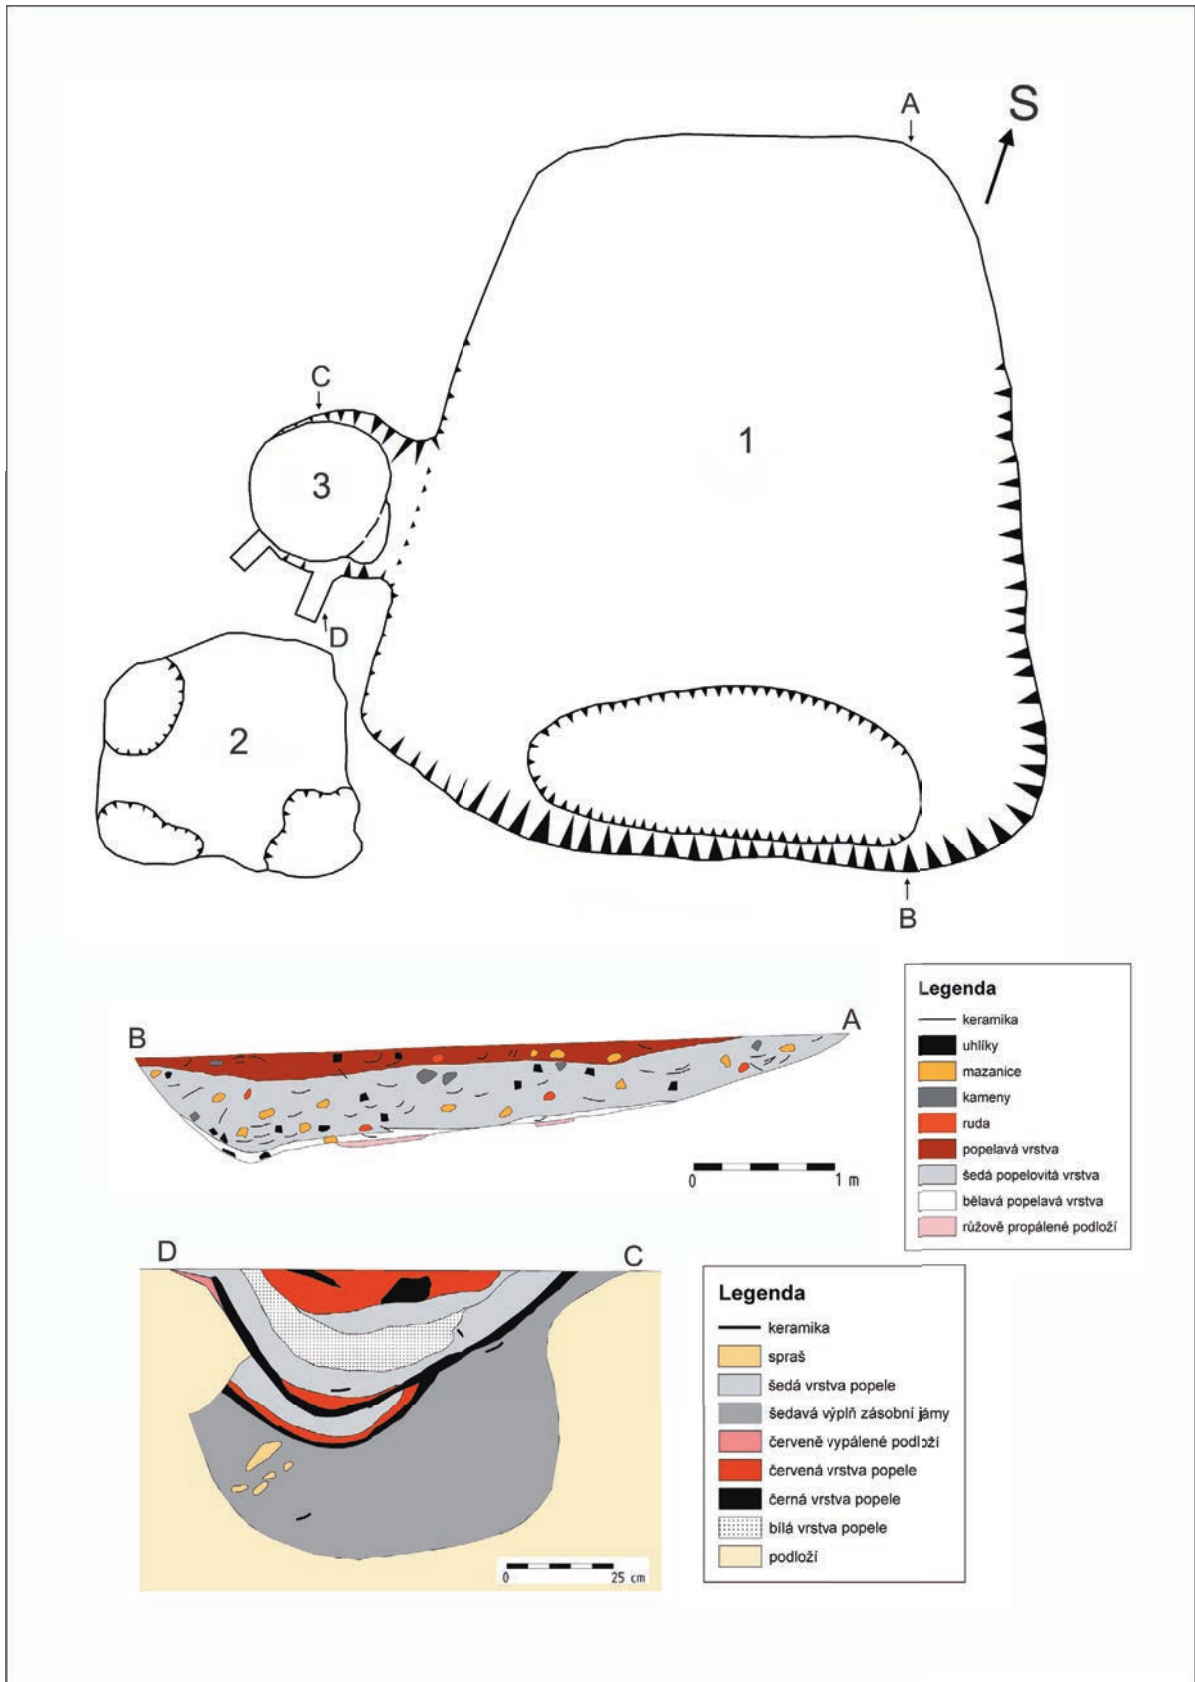 A
S
C
1
3
D
2
B
B
A
0
1 m
Legenda
keramika
uhlíky
mazanice
kameny
ruda
popelavá vrstva
šedá popelovitá vrstva
bělavá popelavá vrstva
růžově propálené podloží
D
C
0
25 cm
Legenda
keramika
spraš
šedá vrstva popele
šedavá výplň zásobní jámy
červeně vypálené podloží
červená vrstva popele
černá vrstva popele
bílá vrstva popele
podloží